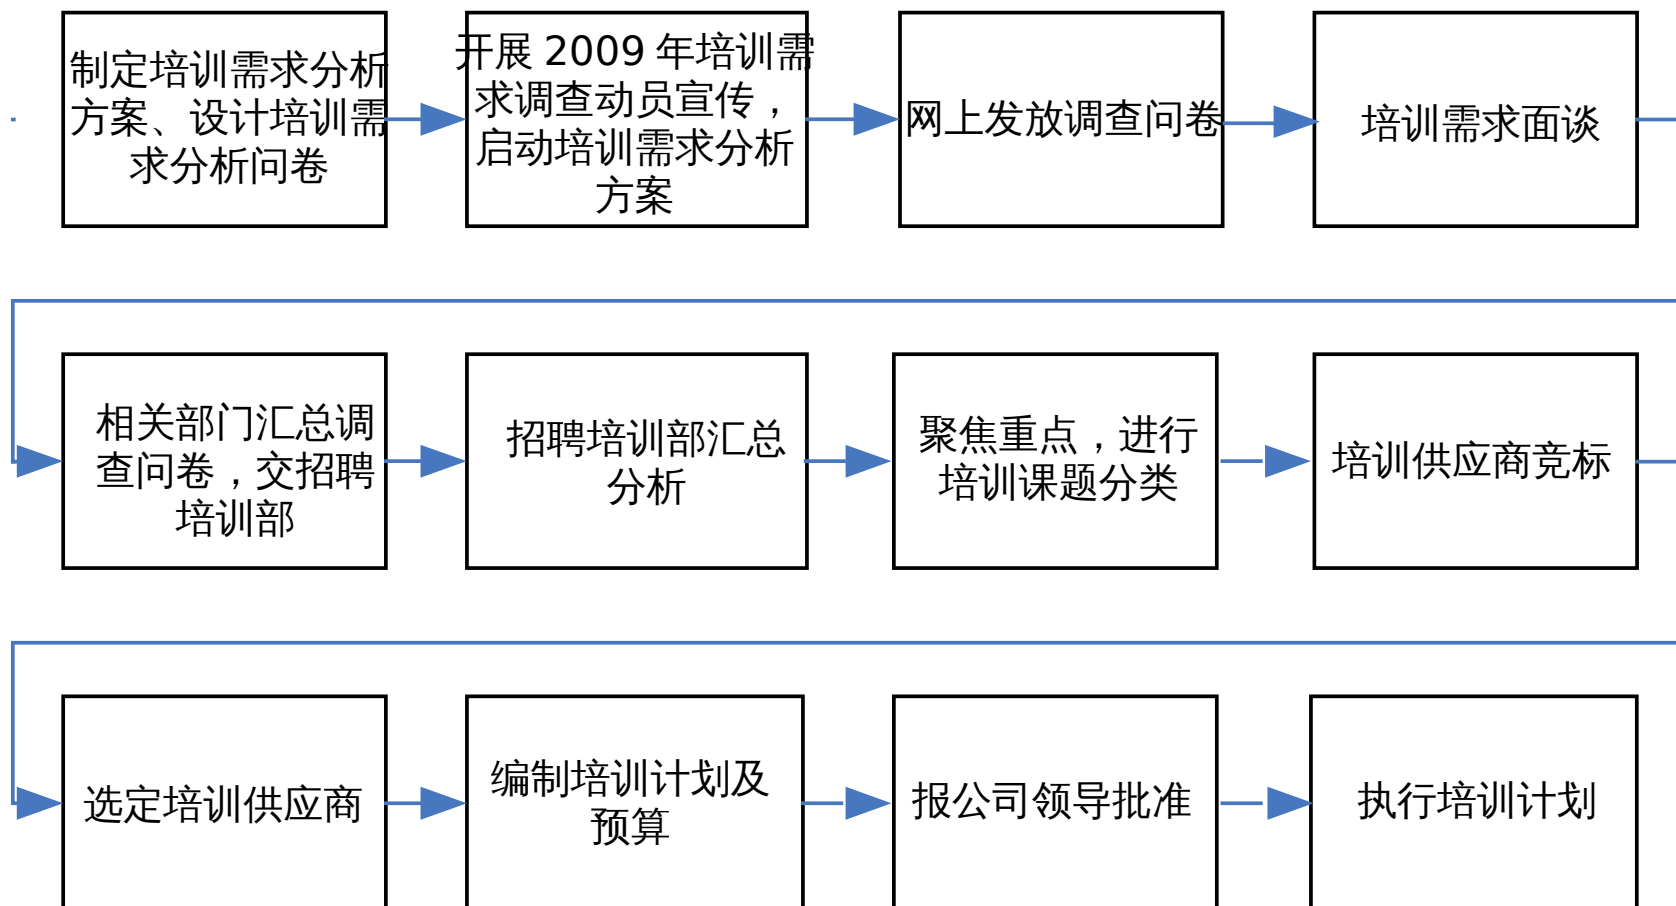 制定培训需求分析
方案、设计培训需
求分析问卷
开展 2009 年培训需
求调查动员宣传，
启动培训需求分析
方案
网上发放调查问卷
培训需求面谈
相关部门汇总调
查问卷，交招聘
培训部
招聘培训部汇总
分析
聚焦重点，进行
培训课题分类
培训供应商竞标
选定培训供应商
编制培训计划及
预算
报公司领导批准
执行培训计划